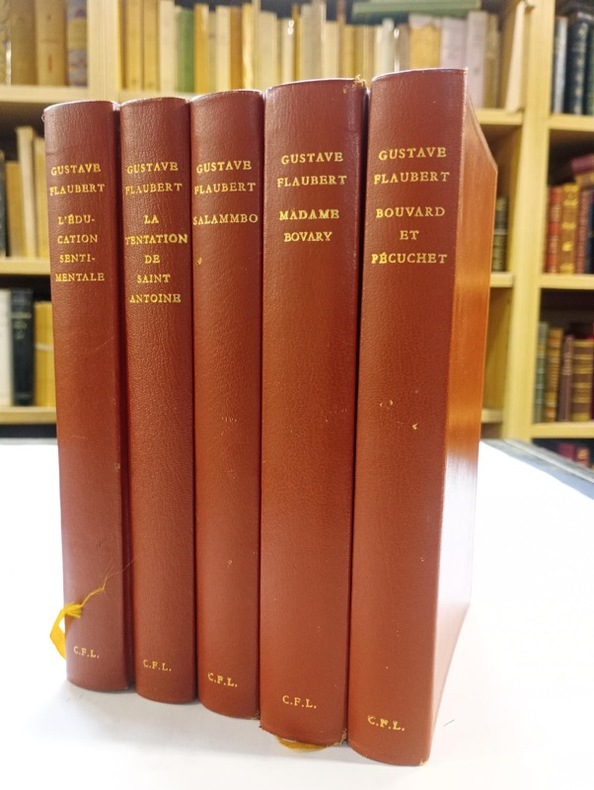 GUSTAVE
FLAUBERT
L'ÉDU-
CATION
SENTI-
MENTALE
C.F.L.
GUSTAVE
FLAUBERT
LA
TENTATION
DE
SAINT
ANTOINE
C.F.L.
GUSTAVE
FLAUBERT
SALAMMBO
C.F.L.
GUSTAVE
FLAUBERT
MADAME
BOVARY
C.F.L.
GUSTAVE
FLAUBERT
BOUVARD
ET
PÉCUCHET
C.F.L.